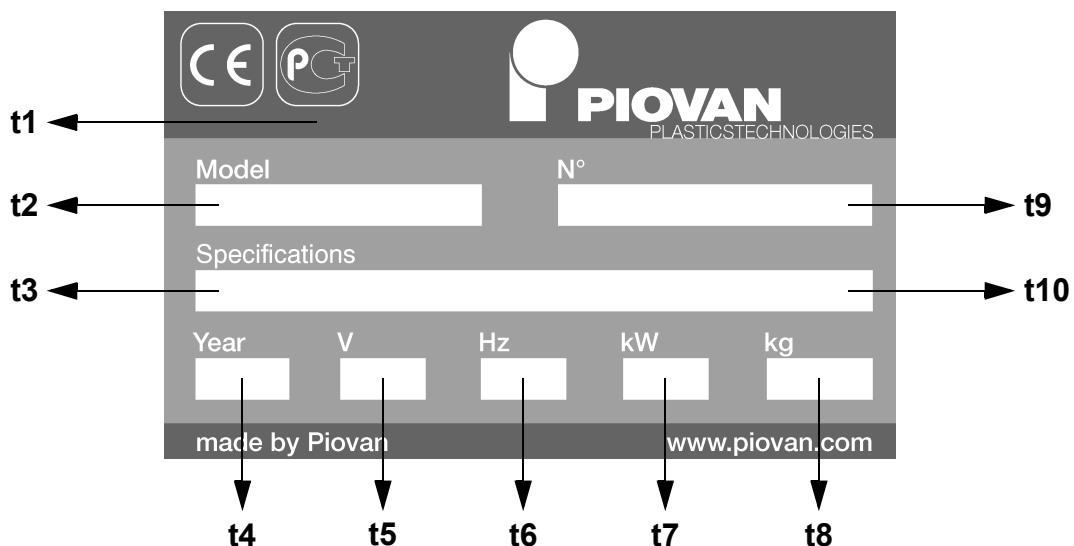 CE PCT
PIOVAN
PLASTICSTECHNOLOGIES
t1
Model N°
t2 t9
Specifications
t3 t10
Year V Hz kW kg
made by Piovan www.piovan.com
t4 t5 t6 t7 t8